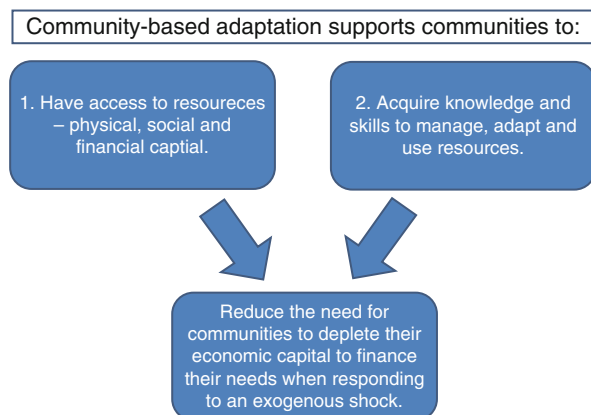 Community-based adaptation supports communities to:
1. Have access to resoureces
– physical, social and
financial captial.
2. Acquire knowledge and
skills to manage, adapt and
use resources.
Reduce the need for
communities to deplete their
economic capital to finance
their needs when responding
to an exogenous shock.